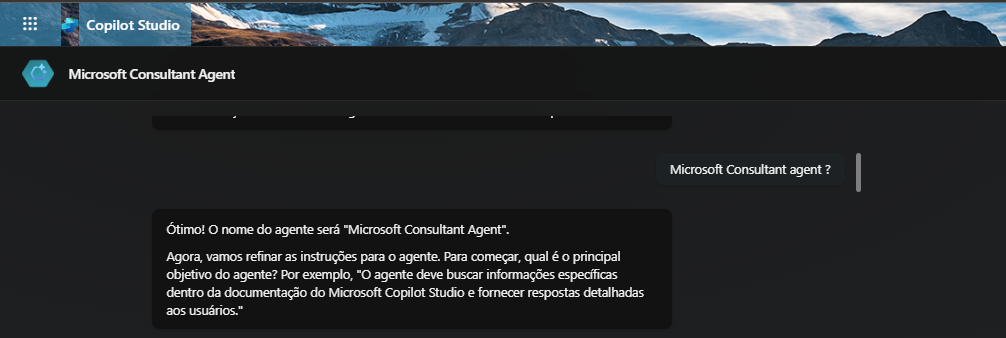 Copilot Studio
Microsoft Consultant Agent
Microsoft Consultant agent ?
Ótimo! O nome do agente será "Microsoft Consultant Agent".
Agora, vamos refinar as instruções para o agente. Para começar, qual é o principal
objetivo do agente? Por exemplo, "O agente deve buscar informações específicas
dentro da documentação do Microsoft Copilot Studio e fornecer respostas detalhadas
aos usuários."